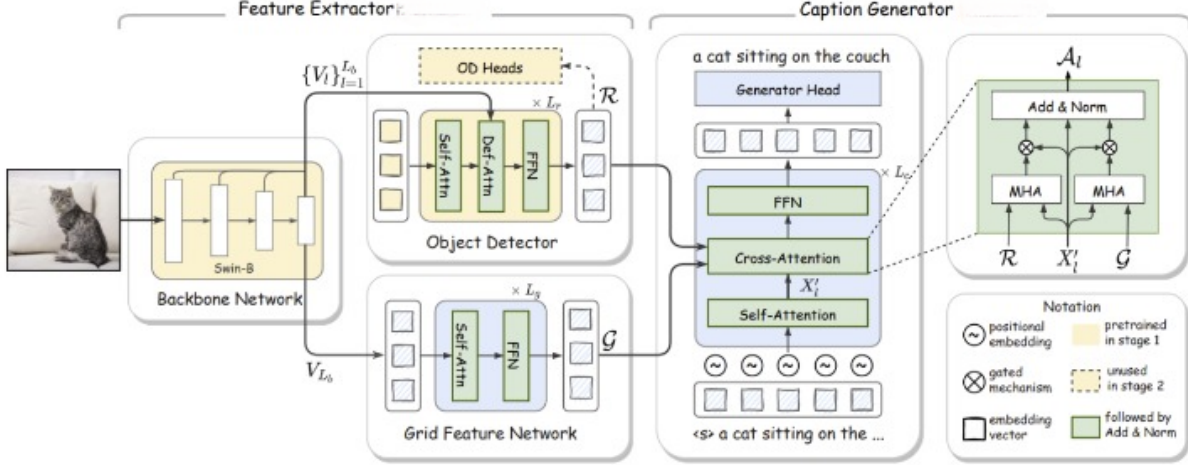 Feature Extractor
Caption Generator
{V_l}_{l=1}^{L_b}
OD Heads
× L_r
R
Self-Attn
Def-Attn
FFN
Object Detector
Swin-B
Backbone Network
V_{L_b}
× L_g
Self-Attn
FFN
G
Grid Feature Network
a cat sitting on the couch
Generator Head
× L_c
FFN
Cross-Attention
X'_l
Self-Attention
<s> a cat sitting on the ...
A_l
Add & Norm
MHA
MHA
R
X'_l
G
Notation
positional
embedding
pretrained
in stage 1
gated
mechanism
unused
in stage 2
embedding
vector
followed by
Add & Norm